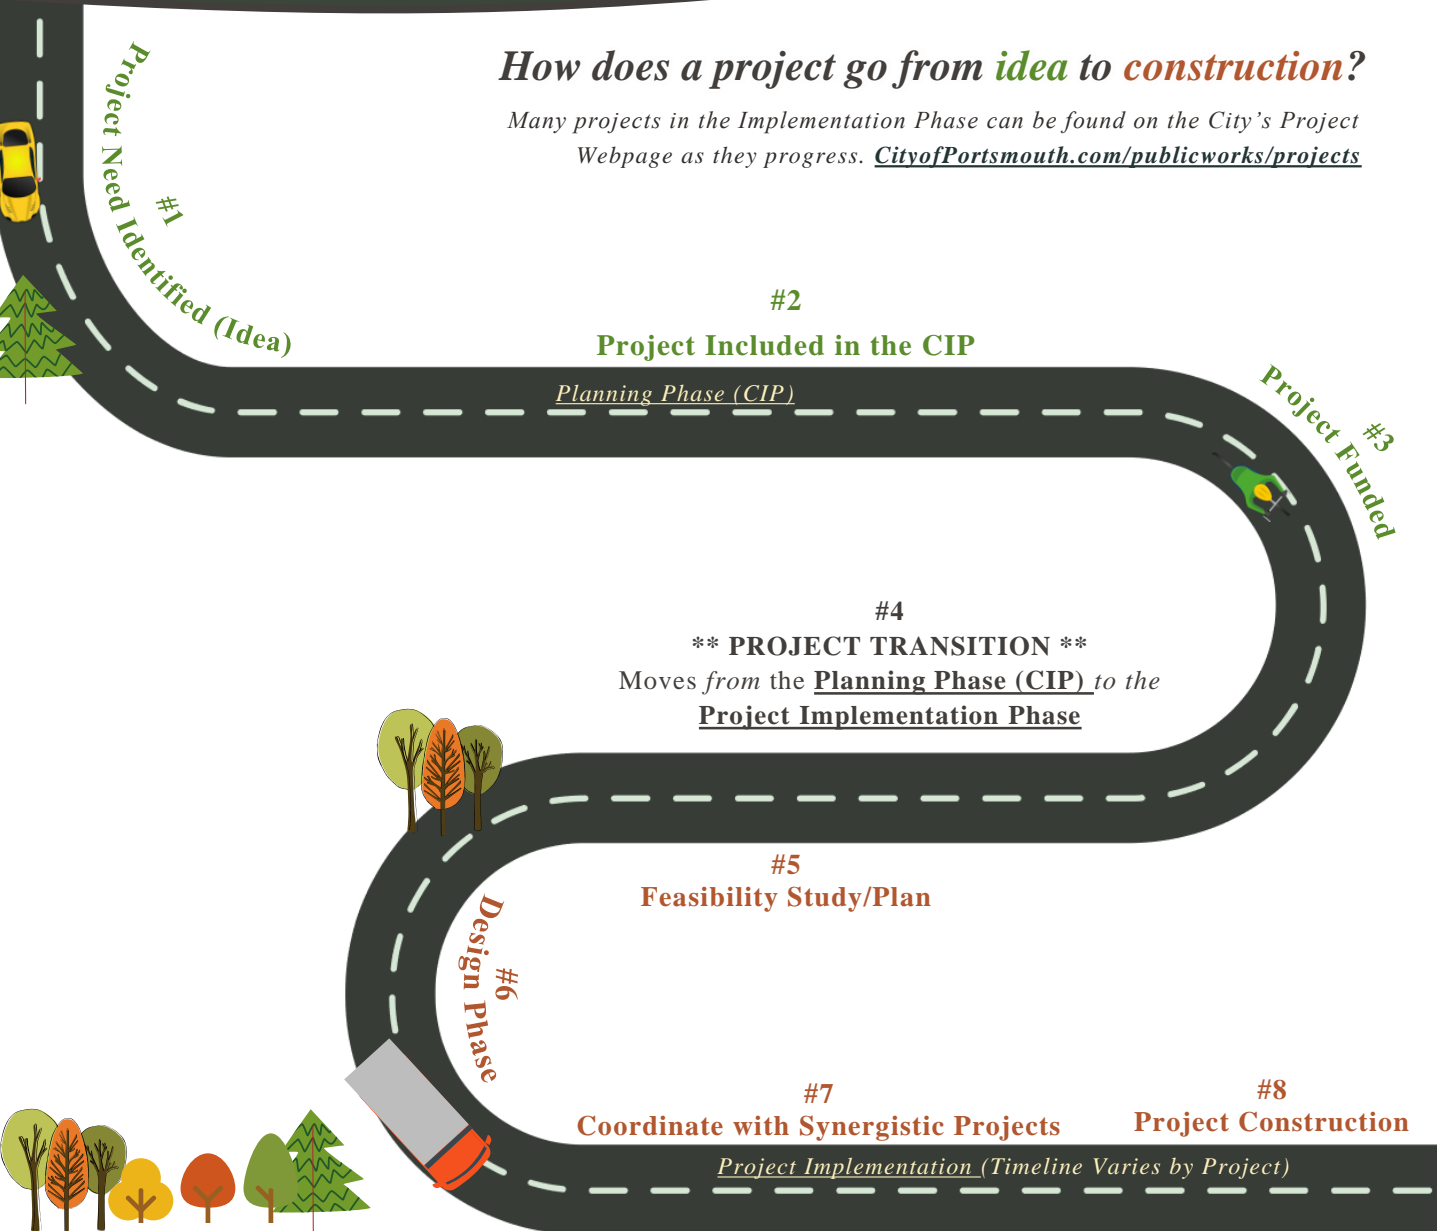 How does a project go from idea to construction?
Many projects in the Implementation Phase can be found on the City's Project
Webpage as they progress. CityofPortsmouth.com/publicworks/projects
#1
Project Need Identified (Idea)
#2
Project Included in the CIP
Planning Phase (CIP)
#3
Project Funded
#4
** PROJECT TRANSITION **
Moves from the Planning Phase (CIP) to the
Project Implementation Phase
#5
Feasibility Study/Plan
#6
Design Phase
#7
Coordinate with Synergistic Projects
#8
Project Construction
Project Implementation (Timeline Varies by Project)